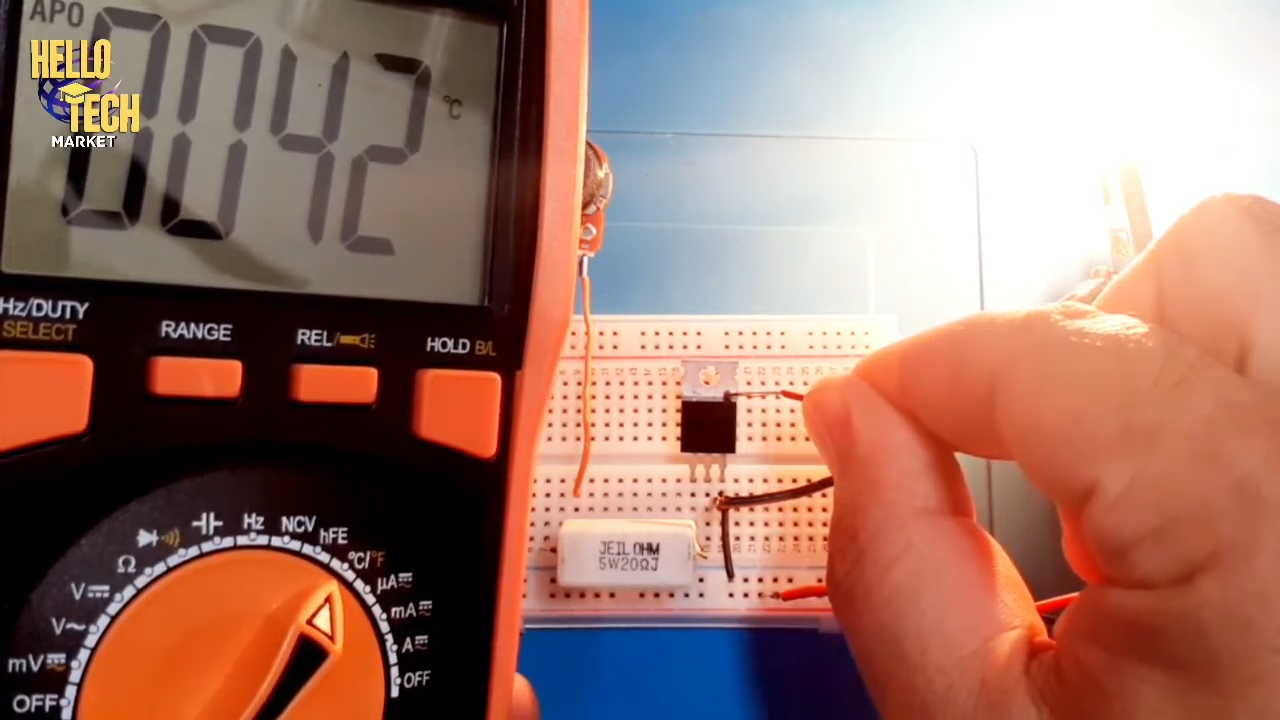 APO
HELLO
TECH
MARKET
0042 °C
Hz/DUTY
SELECT
RANGE
REL/
HOLD B/L
Hz
NCV
hFE
Ω
°C/°F
V
μA
V~
mA
mV
A
OFF
OFF
JEIL OHM
5W20ΩJ